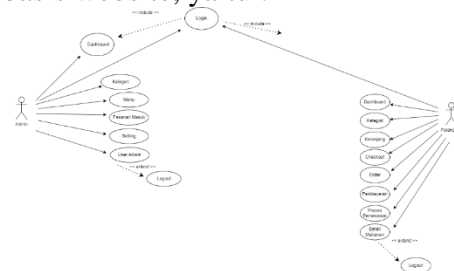 << include >>
Login
<< include >>
Dashboard
Kategori
Menu
Pesanan Masuk
Setting
User Admin
Admin
<< extend >>
Logout
Dashboard
Kategori
Keranjang
Checkout
Order
Pembayaran
Proses
Pemesanan
Detail
Makanan
<< extend >>
Logout